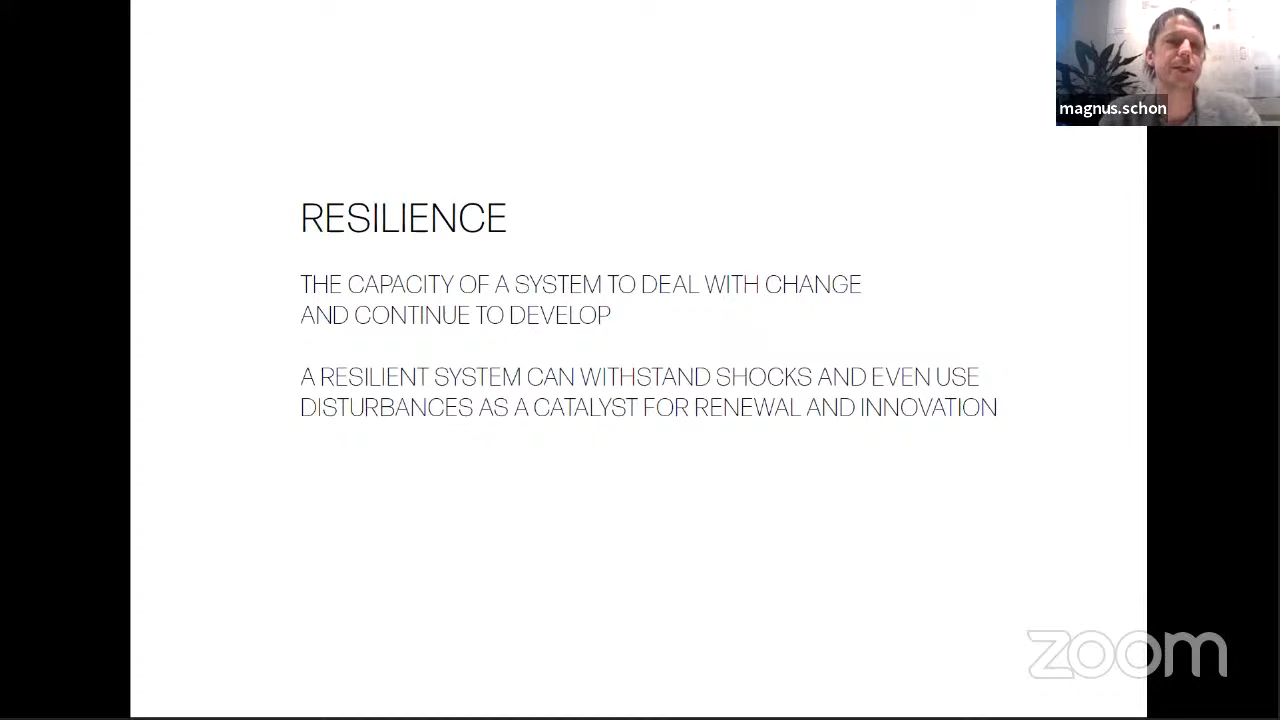 magnus.schon
RESILIENCE
THE CAPACITY OF A SYSTEM TO DEAL WITH CHANGE
AND CONTINUE TO DEVELOP
A RESILIENT SYSTEM CAN WITHSTAND SHOCKS AND EVEN USE
DISTURBANCES AS A CATALYST FOR RENEWAL AND INNOVATION
zoom